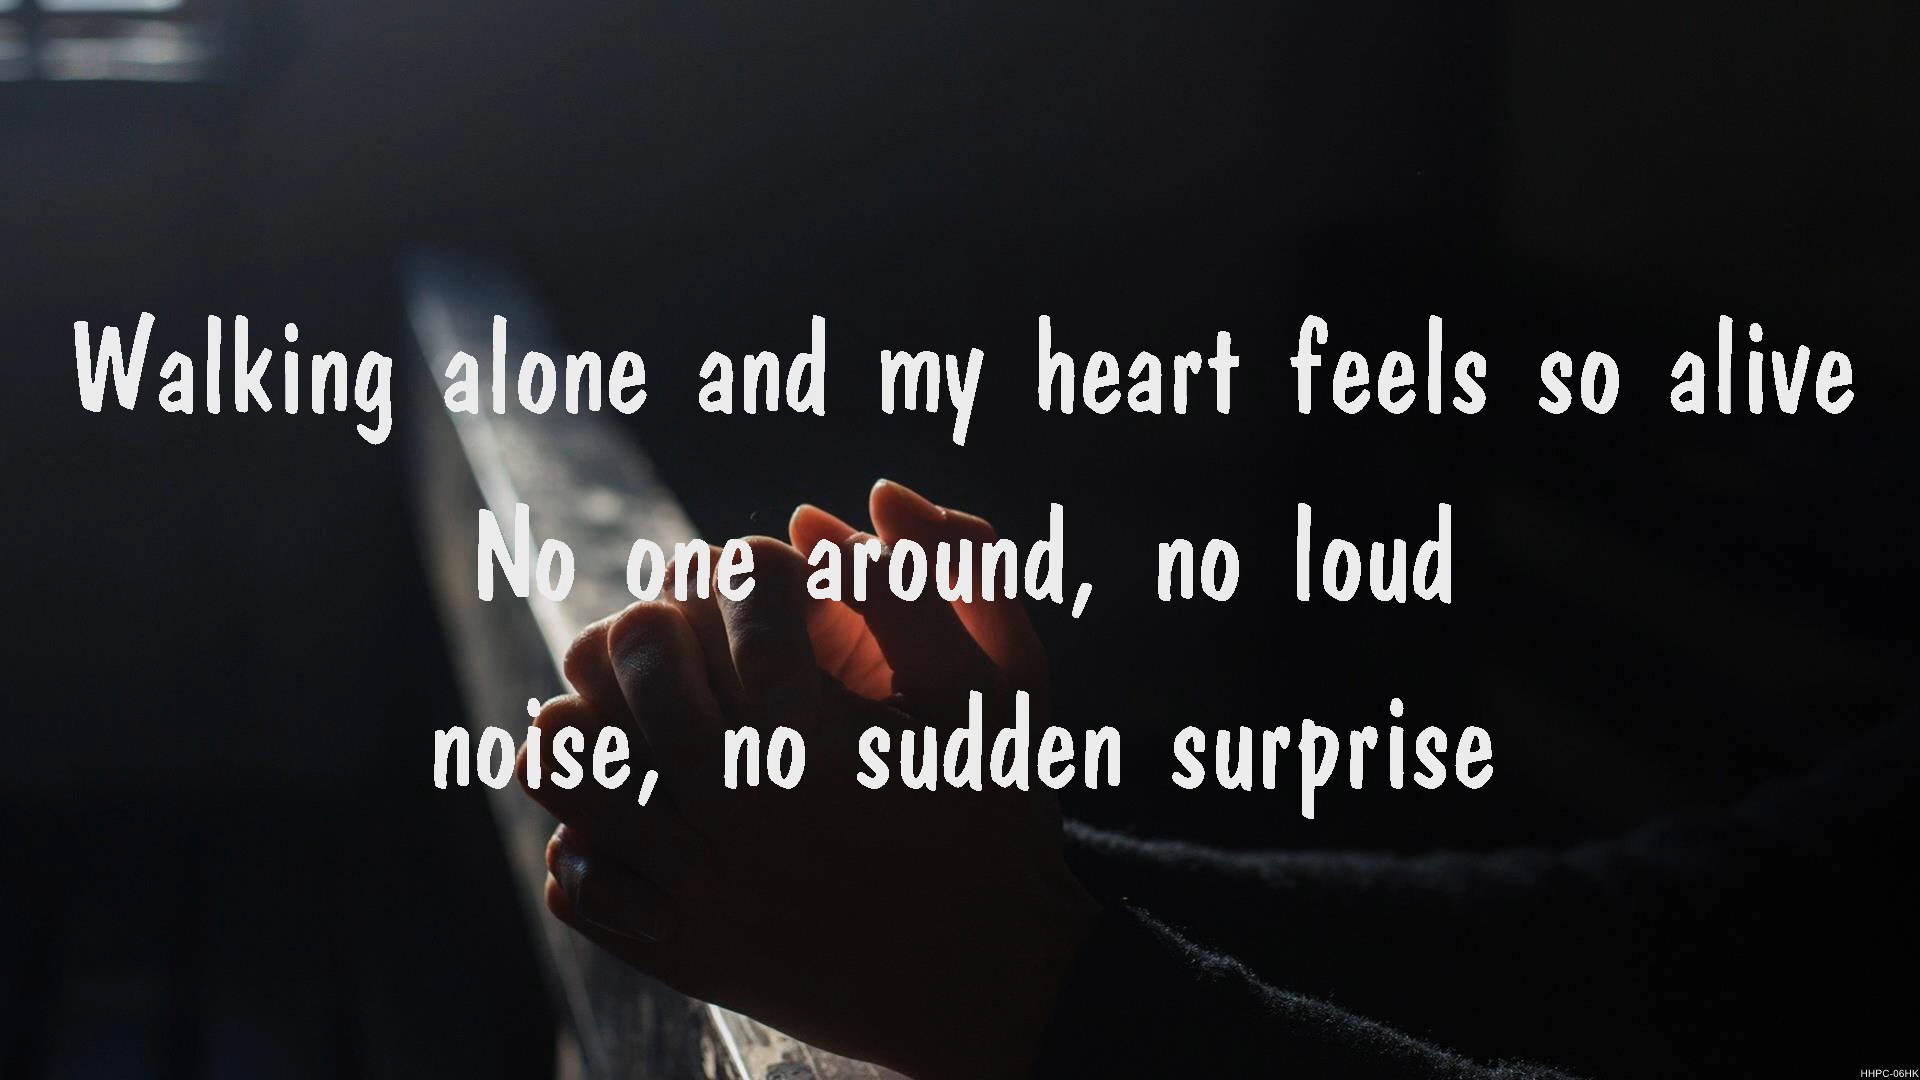 Walking alone and my heart feels so alive
No one around, no loud
noise, no sudden surprise
HHPC-06HK